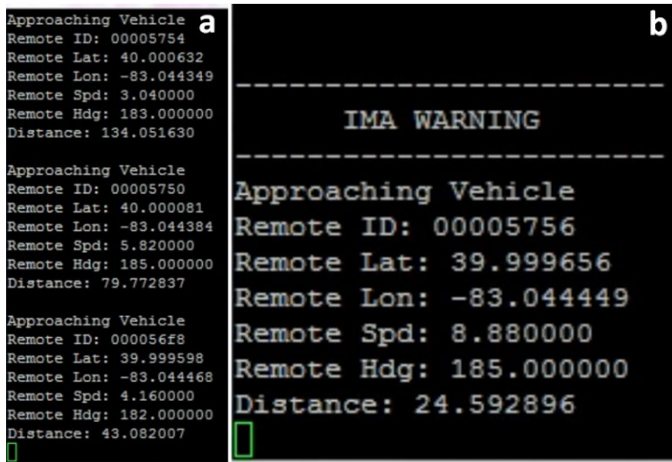 a
Approaching Vehicle
Remote ID: 00005754
Remote Lat: 40.000632
Remote Lon: -83.044349
Remote Spd: 3.040000
Remote Hdg: 183.000000
Distance: 134.051630
Approaching Vehicle
Remote ID: 00005750
Remote Lat: 40.000081
Remote Lon: -83.044384
Remote Spd: 5.820000
Remote Hdg: 185.000000
Distance: 79.772837
Approaching Vehicle
Remote ID: 000056f8
Remote Lat: 39.999598
Remote Lon: -83.044468
Remote Spd: 4.160000
Remote Hdg: 182.000000
Distance: 43.082007
b
--------------------------
IMA WARNING
--------------------------
Approaching Vehicle
Remote ID: 00005756
Remote Lat: 39.999656
Remote Lon: -83.044449
Remote Spd: 8.880000
Remote Hdg: 185.000000
Distance: 24.592896